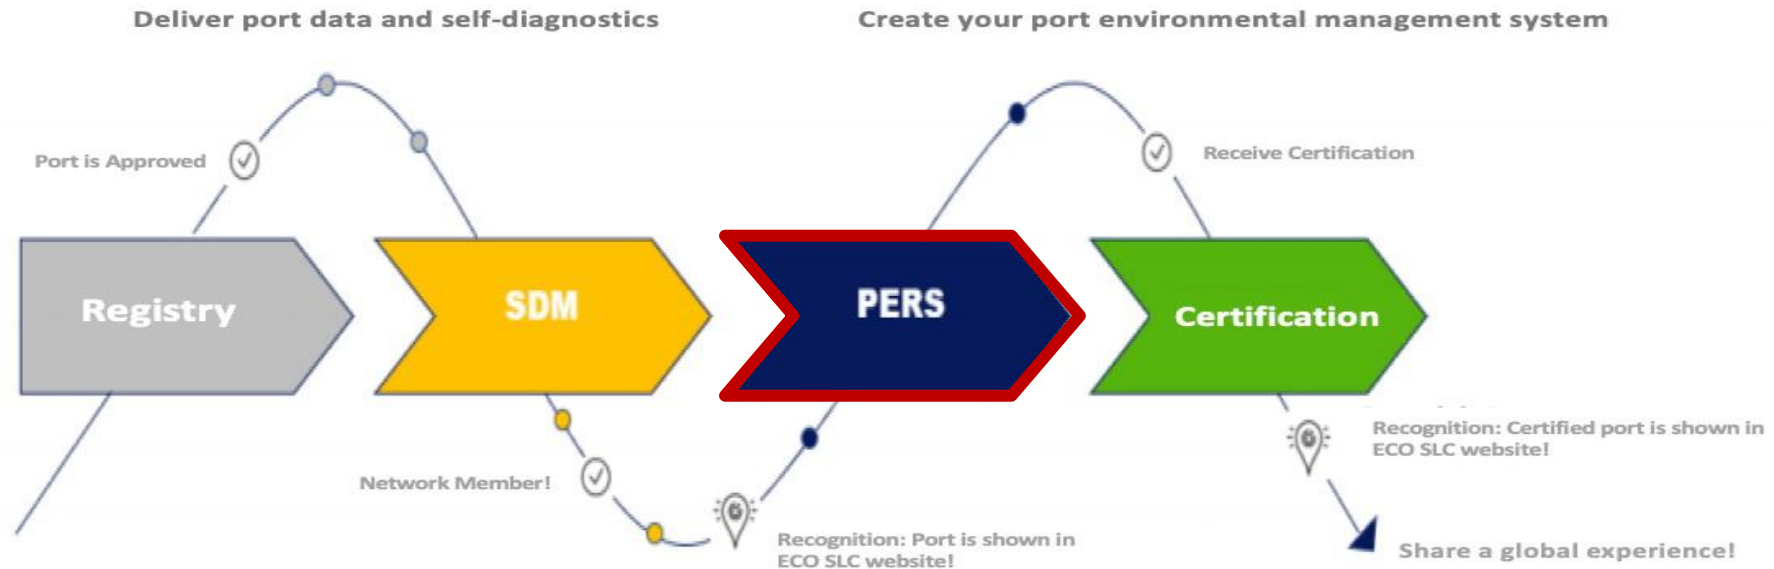 Deliver port data and self-diagnostics
Create your port environmental management system
Port is Approved
Receive Certification
Registry
SDM
PERS
Certification
Network Member!
Recognition: Port is shown in
ECO SLC website!
Recognition: Certified port is shown in
ECO SLC website!
Share a global experience!